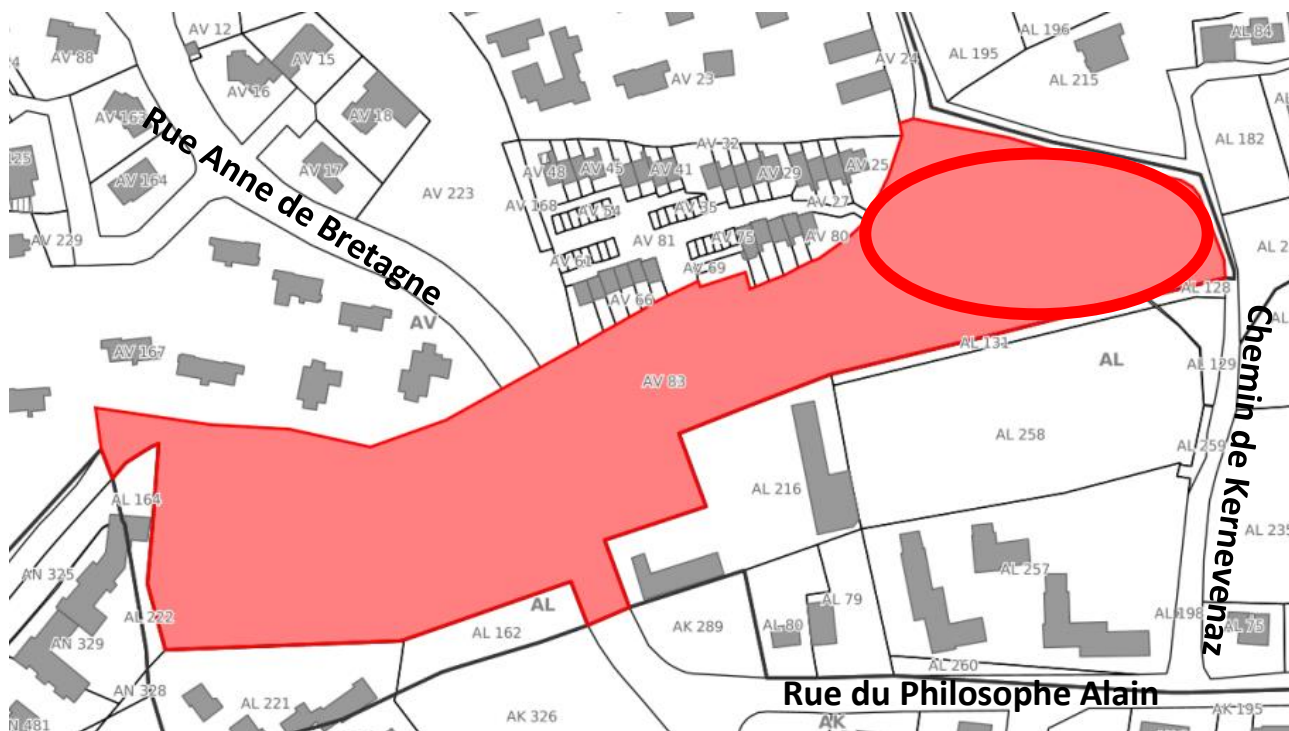 AV 12
AL 196
AL 84
AV 88
AV 15
AL 195
AV 24
AV 16
AV 23
AL 215
AV 18
AL 182
AV 32
AV 17
AV 48
AV 45
AV 41
AV 29
AV 25
AV 164
AV 223
AV 168
AV 54
AV 35
AV 27
Rue Anne de Bretagne
AV 229
AV 81
AV 75
AV 80
AV 61
AV 69
AL 128
AV 66
AV
AL 131
AV 167
AL
AL 129
AV 83
Chemin de Kernevenaz
AL 258
AL 259
AL 164
AL 216
AL 235
AN 325
AL 257
AL 222
AL
AL 79
AL 198
AL 75
AN 329
AL 162
AK 289
AL 80
AL 260
AN 328
AL 221
Rue du Philosophe Alain
AK 326
AK 195
AK